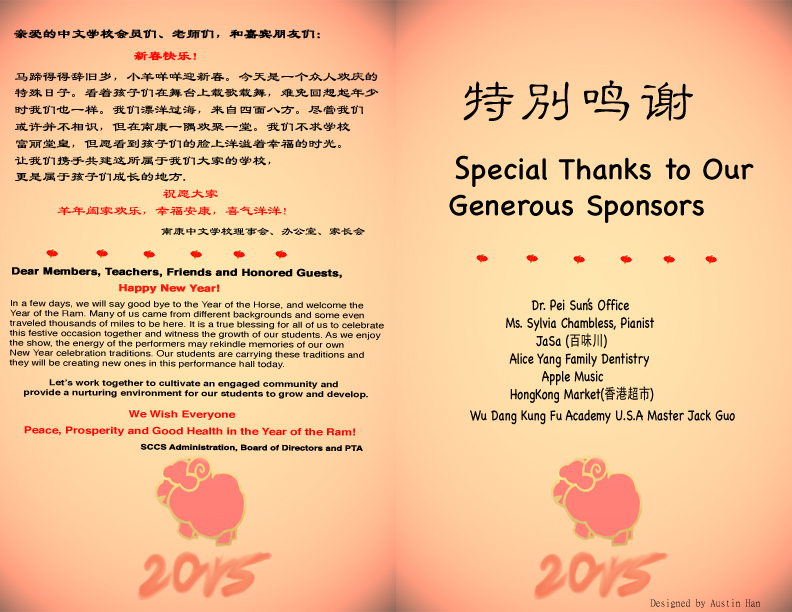 亲爱的中文学校会员们、老师们，和嘉宾朋友们：
新春快乐！
马蹄得得辞旧岁，小羊咩咩迎新春。今天是一个众人欢庆的
特殊日子。看着孩子们在舞台上载歌载舞，难免回想起年少
时我们也一样。我们漂洋过海，来自四面八方。尽管我们
或许并不相识，但在南康一隅欢聚一堂。我们不求学校
富丽堂皇，但愿看到孩子们的脸上洋溢着幸福的时光。
让我们携手共建这所属于我们大家的学校，
更是属于孩子们成长的地方.
祝愿大家
羊年阖家欢乐，幸福安康，喜气洋洋！
南康中文学校理事会、办公室、家长会
Dear Members, Teachers, Friends and Honored Guests,
Happy New Year!
In a few days, we will say good bye to the Year of the Horse, and welcome the
Year of the Ram. Many of us came from different backgrounds and some even
traveled thousands of miles to be here. It is a true blessing for all of us to celebrate
this festive occasion together and witness the growth of our students. As we enjoy
the show, the energy of the performers may rekindle memories of our own
New Year celebration traditions. Our students are carrying these traditions and
they will be creating new ones in this performance hall today.
Let's work together to cultivate an engaged community and
provide a nurturing environment for our students to grow and develop.
We Wish Everyone
Peace, Prosperity and Good Health in the Year of the Ram!
SCCS Administration, Board of Directors and PTA
2015
特別鸣谢
Special Thanks to Our
Generous Sponsors
Dr. Pei Sun's Office
Ms. Sylvia Chambless, Pianist
JaSa (百味川)
Alice Yang Family Dentistry
Apple Music
HongKong Market(香港超市)
Wu Dang Kung Fu Academy U.S.A Master Jack Guo
2015
Designed by Austin Han